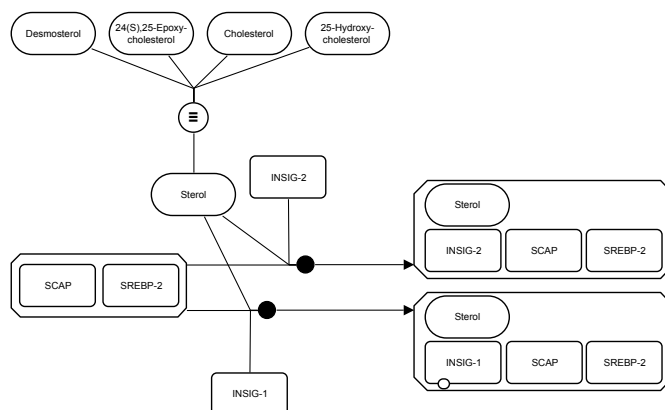 Desmosterol
24(S),25-Epoxy-
cholesterol
Cholesterol
25-Hydroxy-
cholesterol
Sterol
INSIG-2
SCAP
SREBP-2
INSIG-1
Sterol
INSIG-2
SCAP
SREBP-2
Sterol
INSIG-1
SCAP
SREBP-2